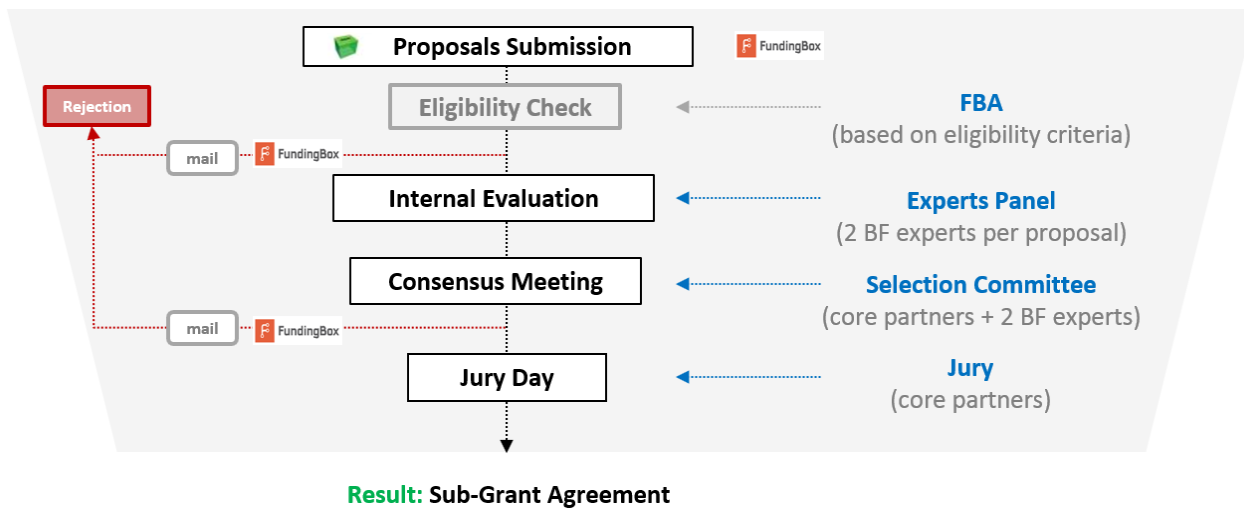 Proposals Submission
FundingBox
Rejection
Eligibility Check
FBA
(based on eligibility criteria)
mail
FundingBox
Internal Evaluation
Experts Panel
(2 BF experts per proposal)
Consensus Meeting
Selection Committee
(core partners + 2 BF experts)
mail
FundingBox
Jury Day
Jury
(core partners)
Result: Sub-Grant Agreement